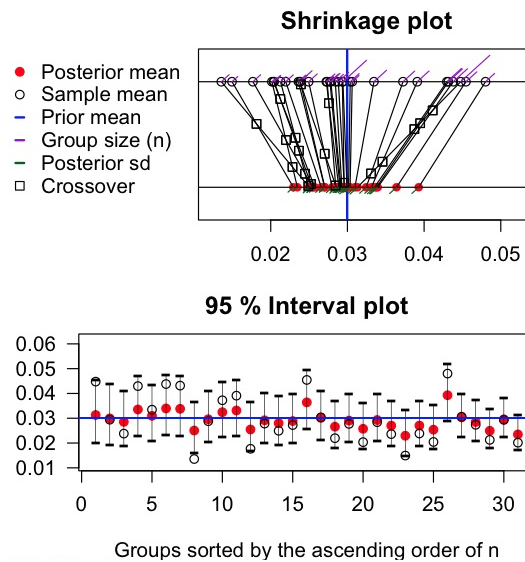 Shrinkage plot
Posterior mean
Sample mean
Prior mean
Group size (n)
Posterior sd
Crossover
0.02 0.03 0.04 0.05
95 % Interval plot
0.06
0.05
0.04
0.03
0.02
0.01
0 5 10 15 20 25 30
Groups sorted by the ascending order of n